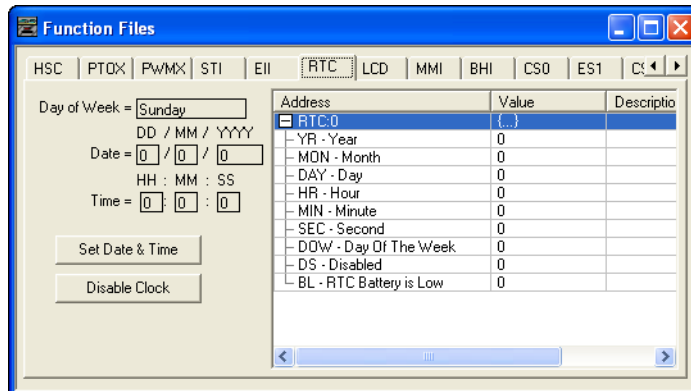 Function Files
HSC PTOX PWMX STI EII RTC LCD MMI BHI CS0 ES1
Day of Week = Sunday
DD / MM / YYYY
Date = 0 / 0 / 0
HH : MM : SS
Time = 0 : 0 : 0
Set Date & Time
Disable Clock
Address Value Descriptio
RTC:0 {...}
YR - Year 0
MON - Month 0
DAY - Day 0
HR - Hour 0
MIN - Minute 0
SEC - Second 0
DOW - Day Of The Week 0
DS - Disabled 0
BL - RTC Battery is Low 0